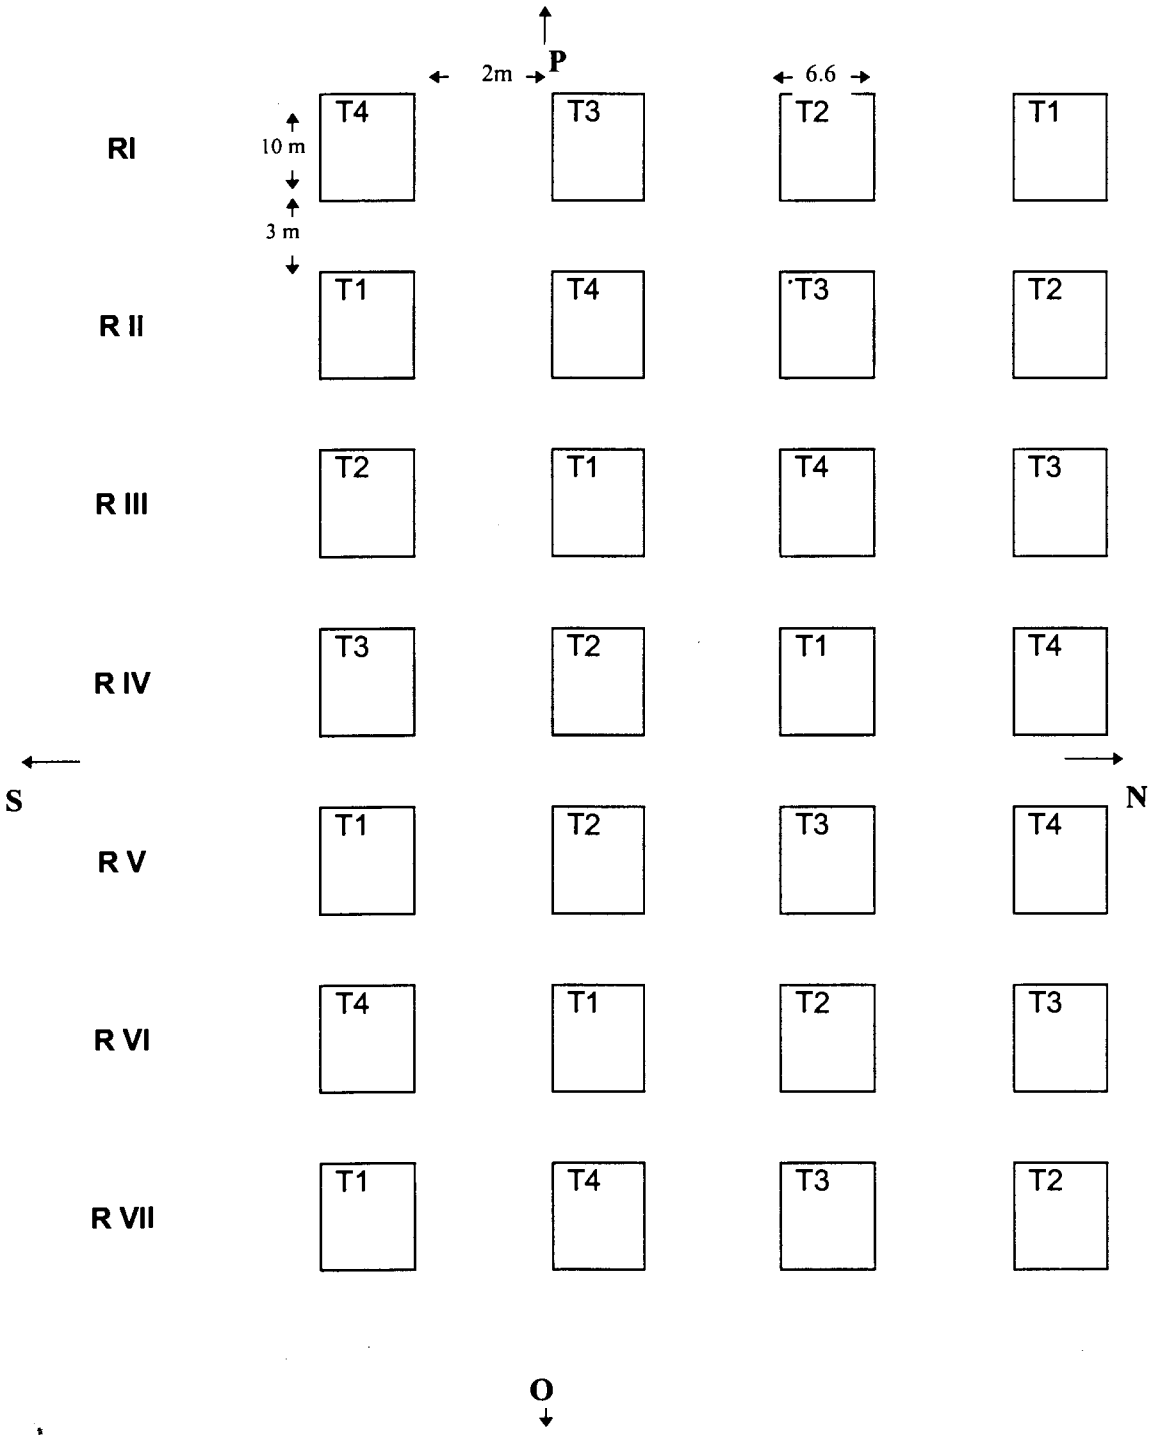 P
2m
6.6
T4 T3 T2 T1
RI
10 m
3 m
T1 T4 T3 T2
R II
T2 T1 T4 T3
R III
T3 T2 T1 T4
R IV
S
N
T1 T2 T3 T4
R V
T4 T1 T2 T3
R VI
T1 T4 T3 T2
R VII
O